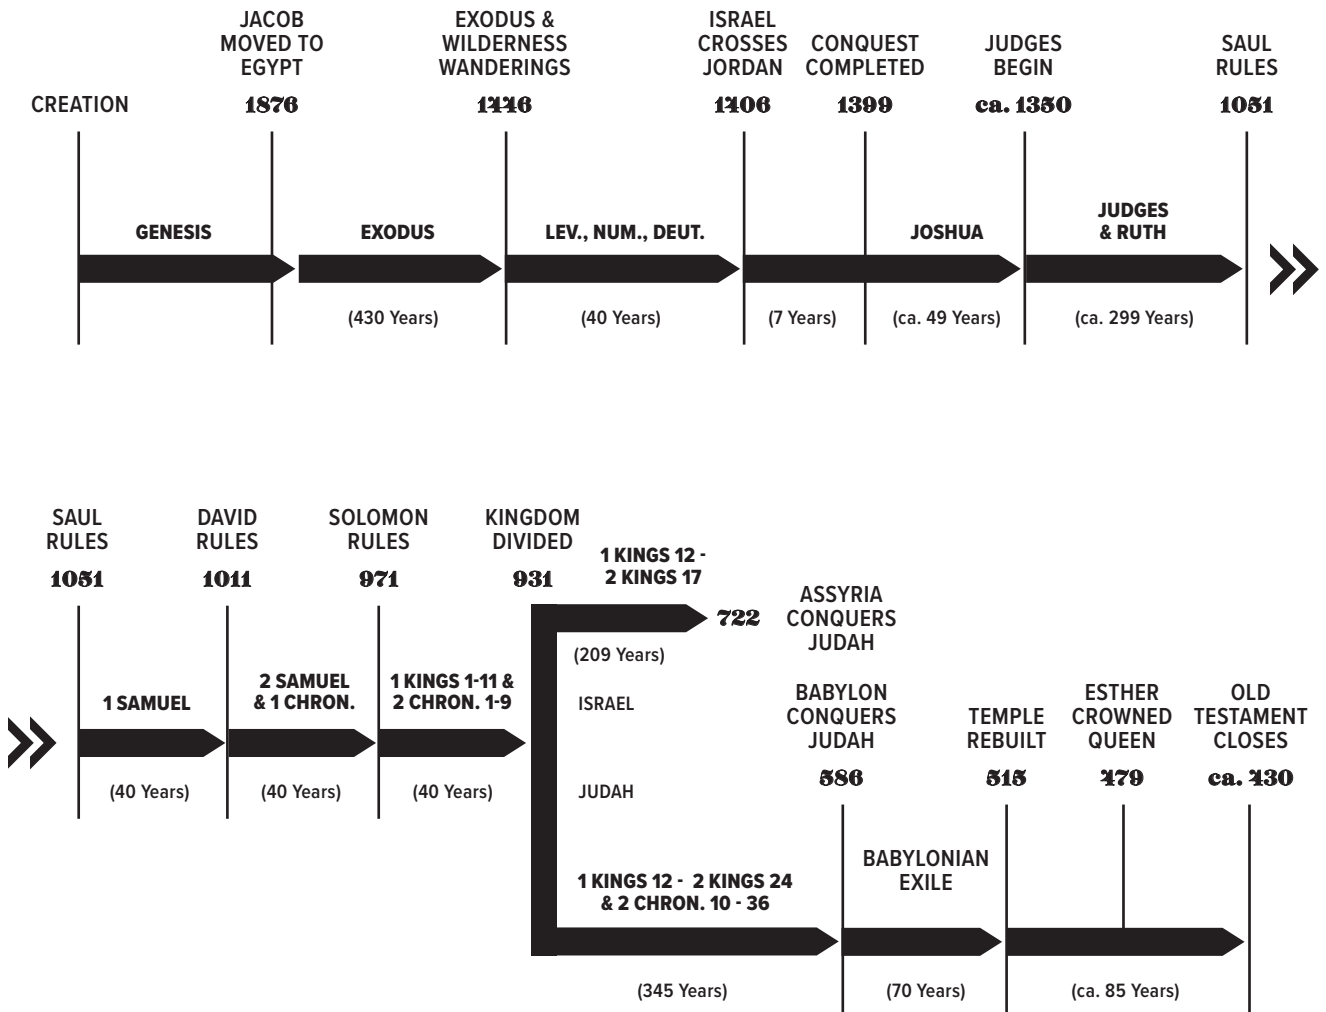 JACOB
MOVED TO
EGYPT
EXODUS &
WILDERNESS
WANDERINGS
ISRAEL
CROSSES
JORDAN
CONQUEST
COMPLETED
JUDGES
BEGIN
SAUL
RULES
CREATION
1876
1446
1406
1399
ca. 1350
1051
GENESIS
EXODUS
LEV., NUM., DEUT.
JOSHUA
JUDGES
& RUTH
(430 Years)
(40 Years)
(7 Years)
(ca. 49 Years)
(ca. 299 Years)
SAUL
RULES
1051
DAVID
RULES
1011
SOLOMON
RULES
971
KINGDOM
DIVIDED
931
1 KINGS 12 -
2 KINGS 17
722
ASSYRIA
CONQUERS
JUDAH
(209 Years)
1 SAMUEL
2 SAMUEL
& 1 CHRON.
1 KINGS 1-11 &
2 CHRON. 1-9
ISRAEL
BABYLON
CONQUERS
JUDAH
586
TEMPLE
REBUILT
515
ESTHER
CROWNED
QUEEN
479
OLD
TESTAMENT
CLOSES
ca. 430
(40 Years)
(40 Years)
(40 Years)
JUDAH
1 KINGS 12 - 2 KINGS 24
& 2 CHRON. 10 - 36
BABYLONIAN
EXILE
(345 Years)
(70 Years)
(ca. 85 Years)